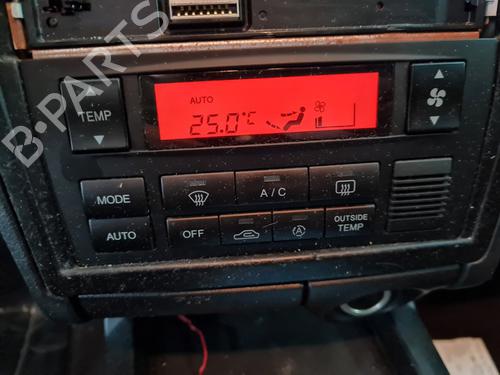 B-PARTS
AUTO
25.0°C
TEMP
MODE
A/C
AUTO
OFF
OUTSIDE
TEMP